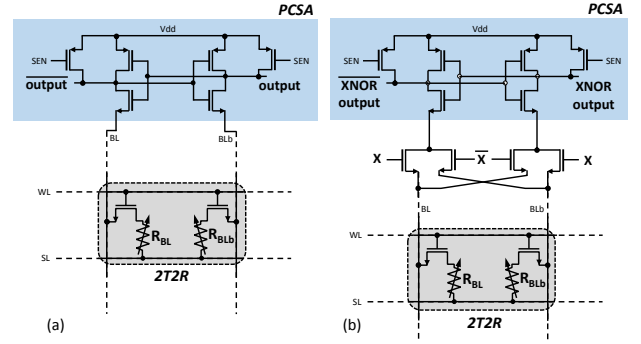 PCSA
Vdd
SEN
SEN
output
output
BL
BLb
WL
R_BL
R_BLb
SL
2T2R
(a)
PCSA
Vdd
SEN
SEN
XNOR
output
XNOR
output
X
X
X
BL
BLb
WL
R_BL
R_BLb
SL
2T2R
(b)